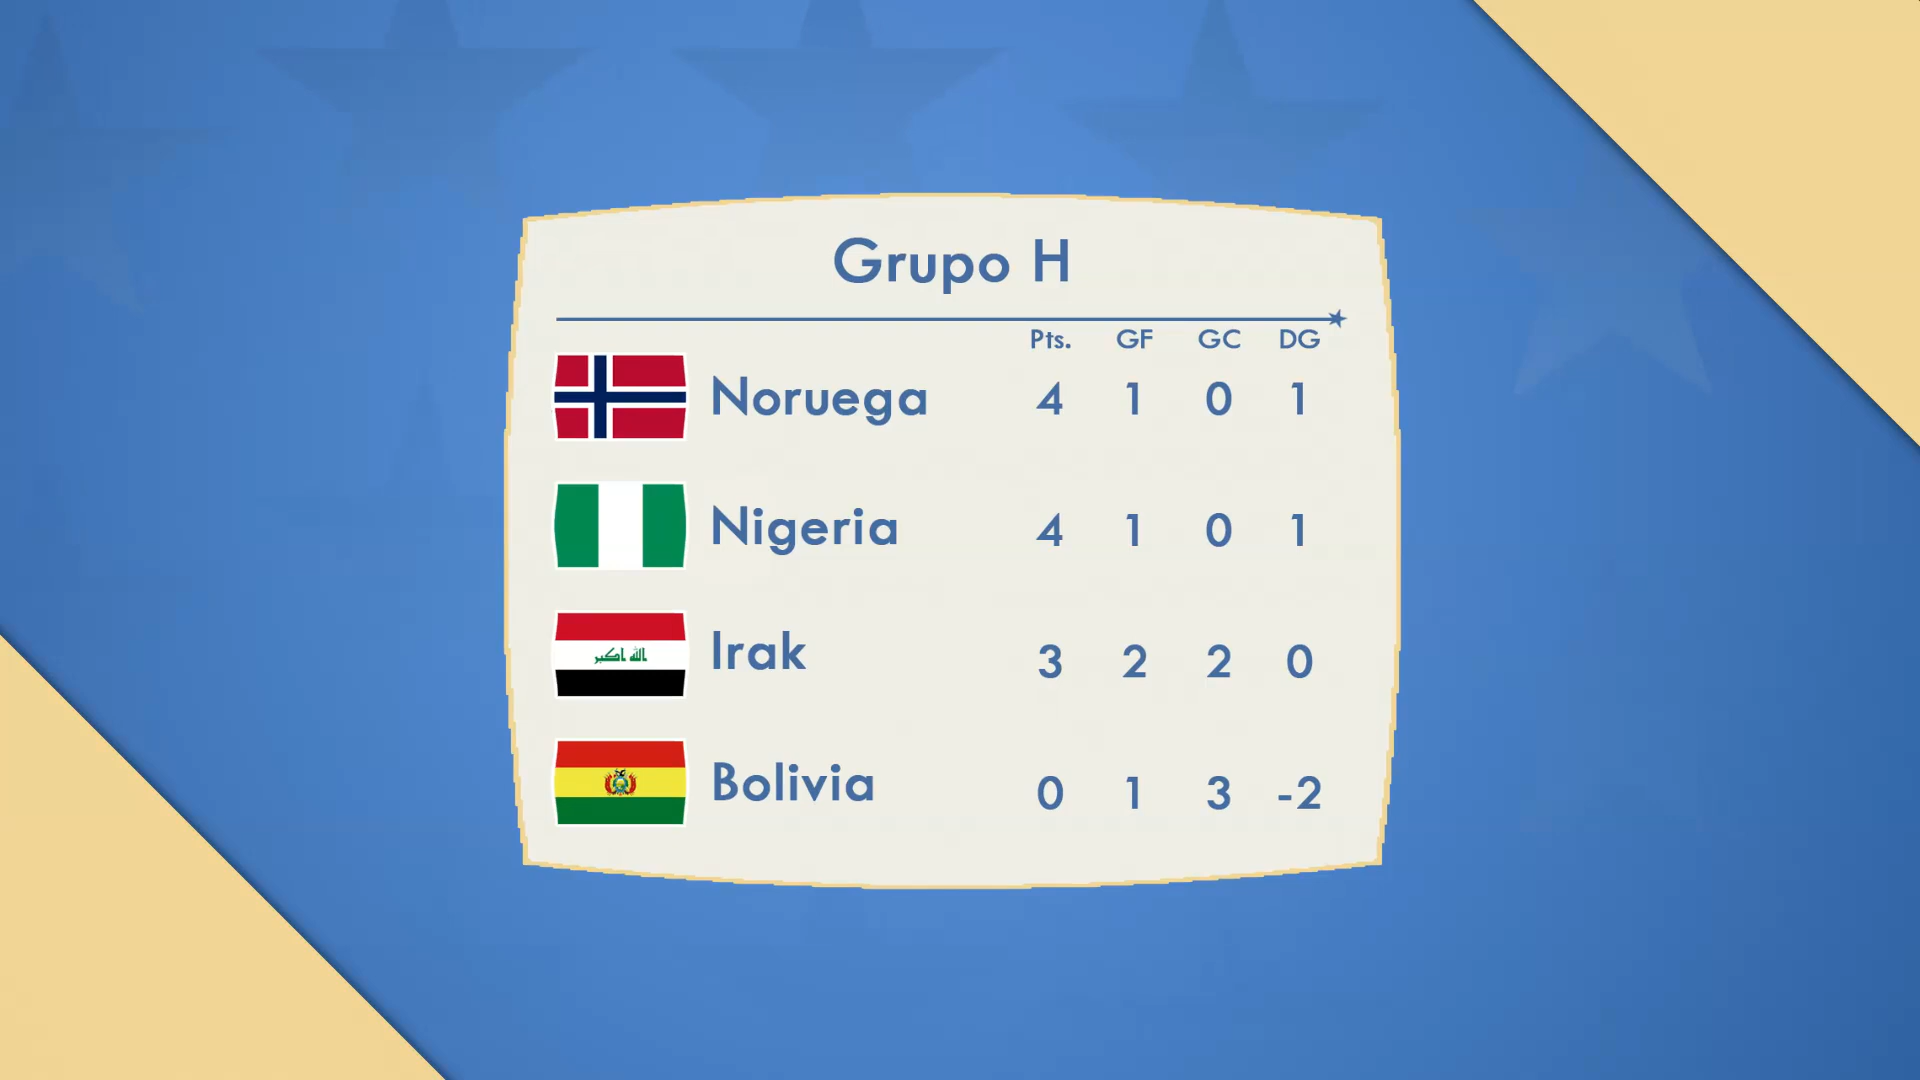 Grupo H
Pts. GF GC DG
Noruega 4 1 0 1
Nigeria 4 1 0 1
الله اكبر
Irak 3 2 2 0
Bolivia 0 1 3 -2